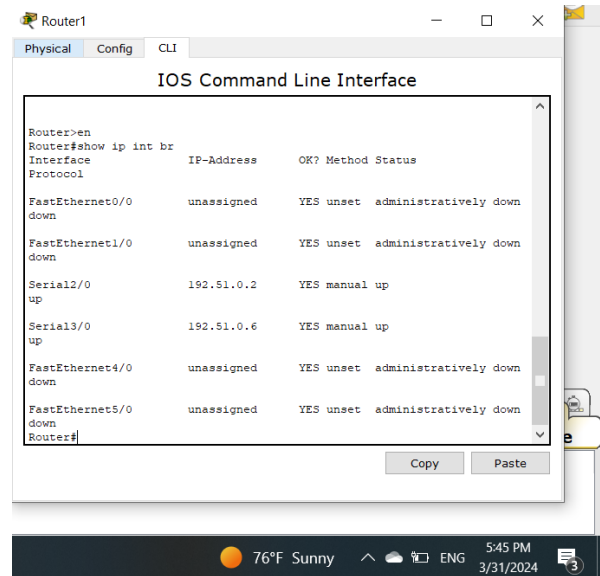 Router1
Physical Config CLI
IOS Command Line Interface
Router>en
Router#show ip int br
Interface IP-Address OK? Method Status
Protocol
FastEthernet0/0 unassigned YES unset administratively down
down
FastEthernet1/0 unassigned YES unset administratively down
down
Serial2/0 192.51.0.2 YES manual up
up
Serial3/0 192.51.0.6 YES manual up
up
FastEthernet4/0 unassigned YES unset administratively down
down
FastEthernet5/0 unassigned YES unset administratively down
down
Router#
e
Copy Paste
76°F Sunny ENG 5:45 PM
3/31/2024
3